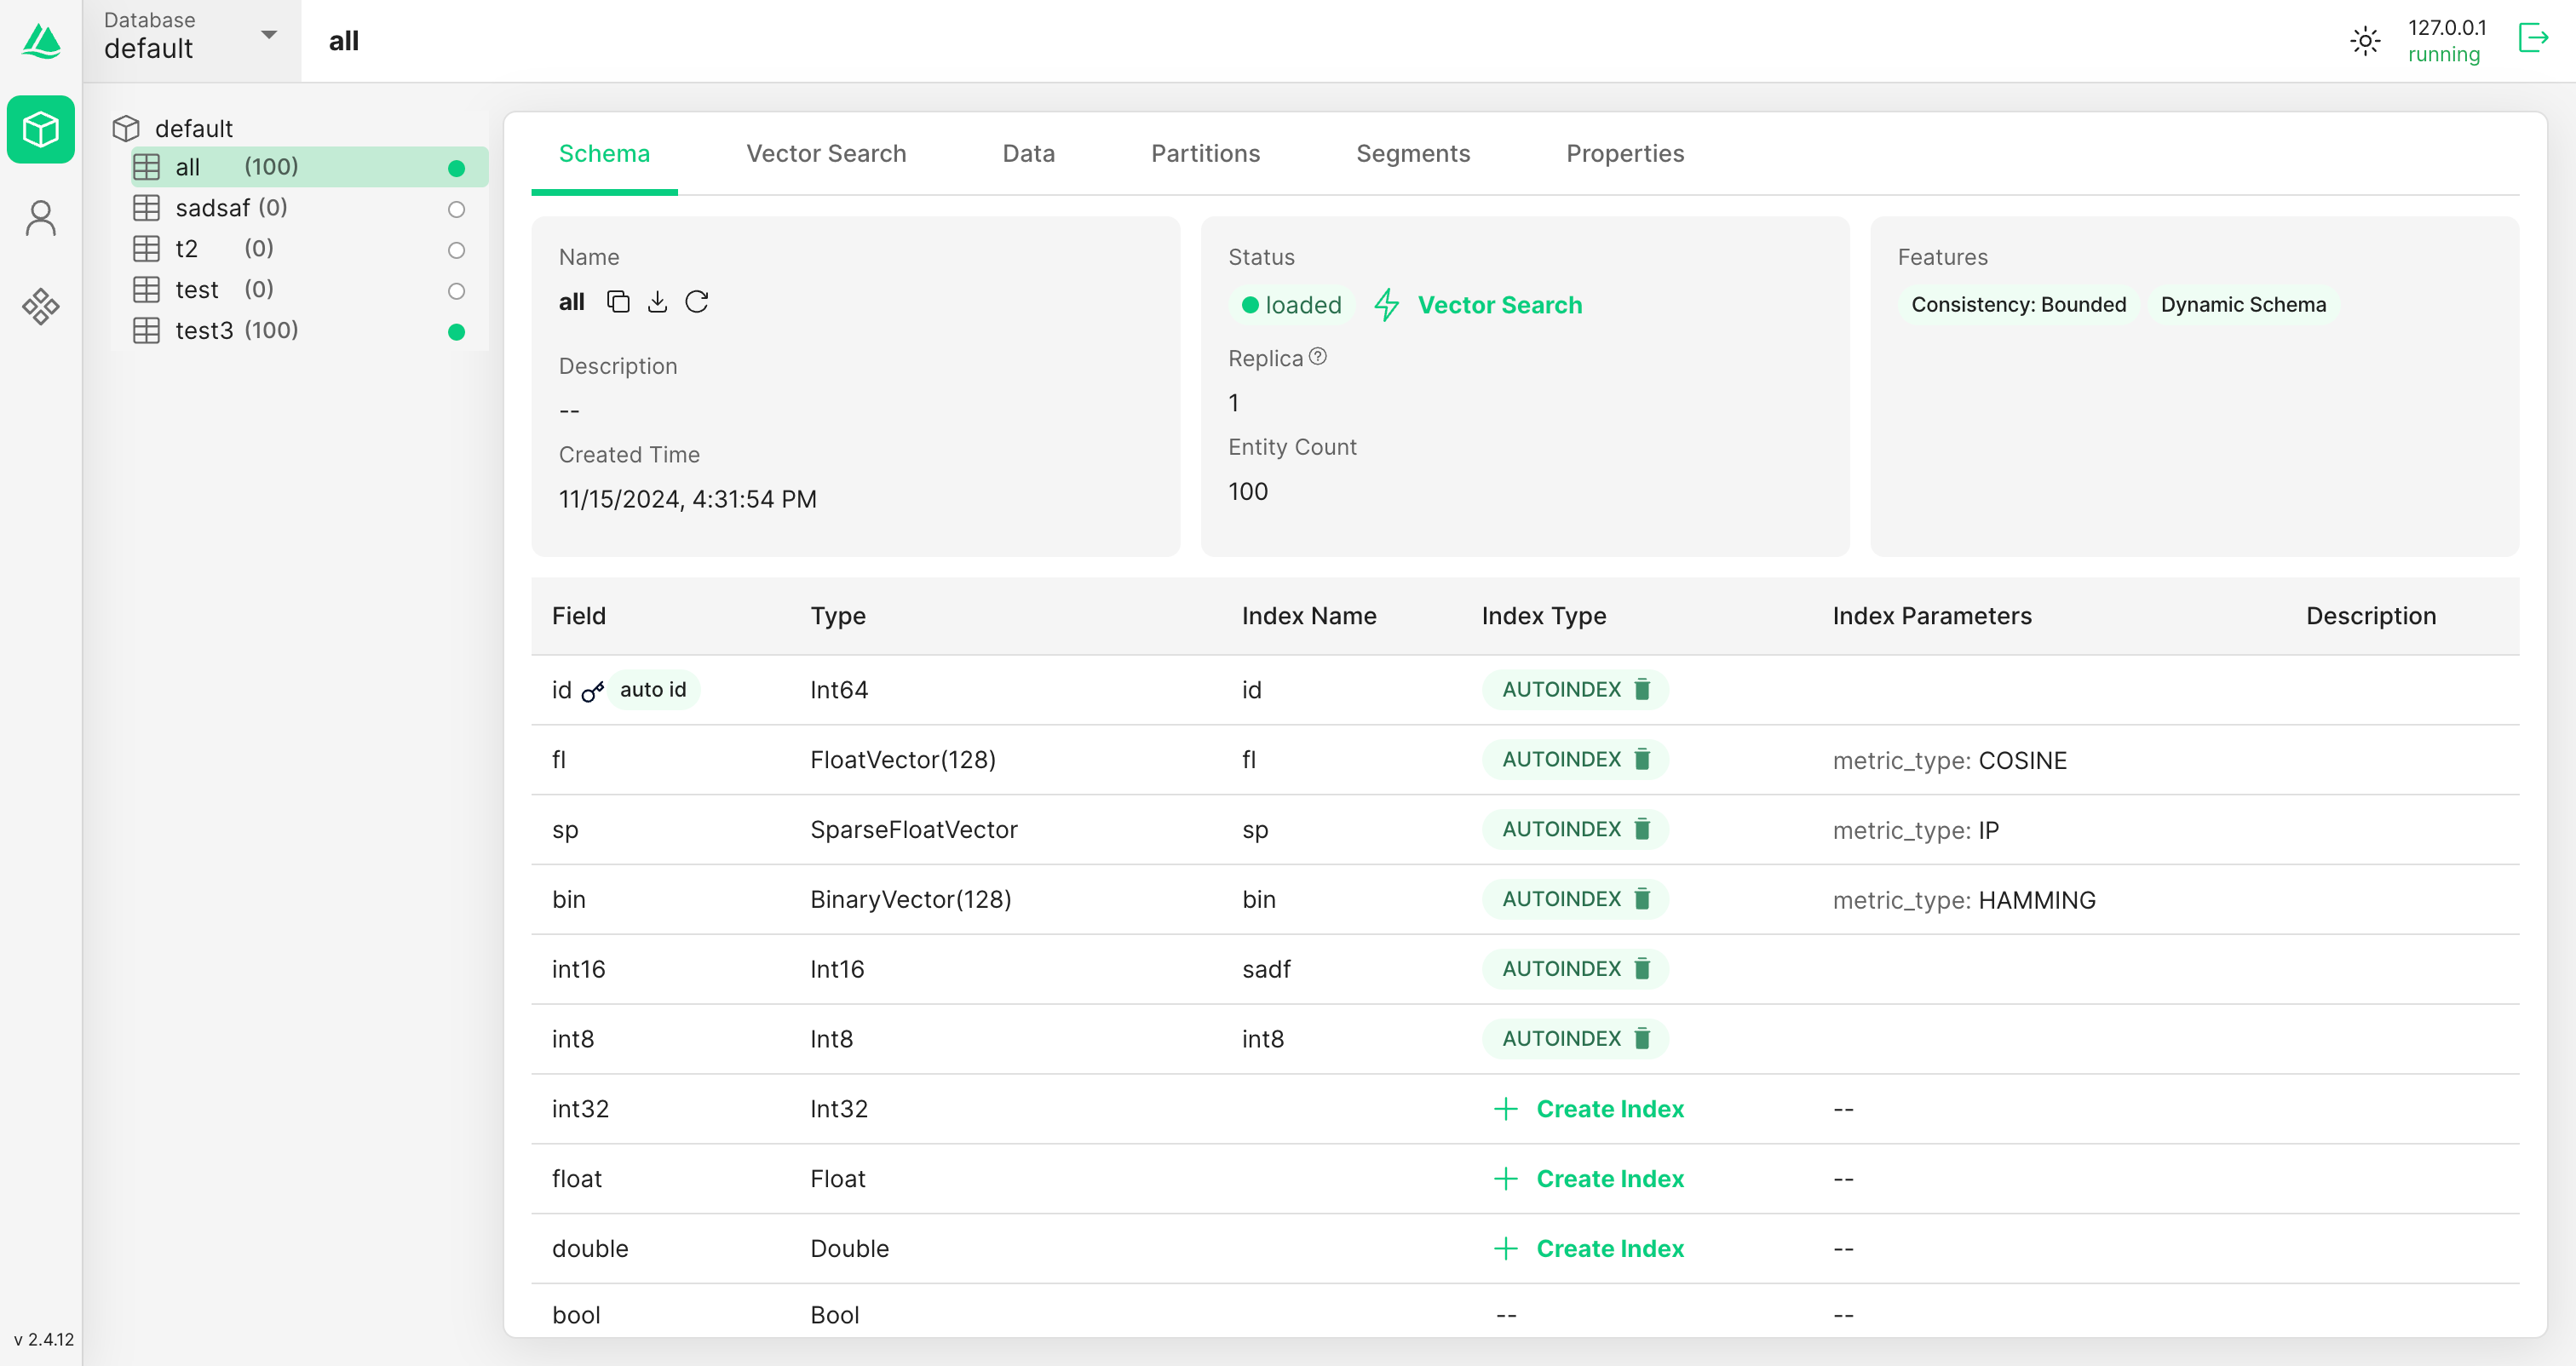 Database
default
all
127.0.0.1
running
default
all (100)
sadsaf (0)
t2 (0)
test (0)
test3 (100)
v 2.4.12
Schema Vector Search Data Partitions Segments Properties
Name
all
Description
--
Created Time
11/15/2024, 4:31:54 PM
Status
loaded Vector Search
Replica
1
Entity Count
100
Features
Consistency: Bounded Dynamic Schema
Field Type Index Name Index Type Index Parameters Description
id auto id Int64 id AUTOINDEX
fl FloatVector(128) fl AUTOINDEX metric_type: COSINE
sp SparseFloatVector sp AUTOINDEX metric_type: IP
bin BinaryVector(128) bin AUTOINDEX metric_type: HAMMING
int16 Int16 sadf AUTOINDEX
int8 Int8 int8 AUTOINDEX
int32 Int32 Create Index --
float Float Create Index --
double Double Create Index --
bool Bool -- --